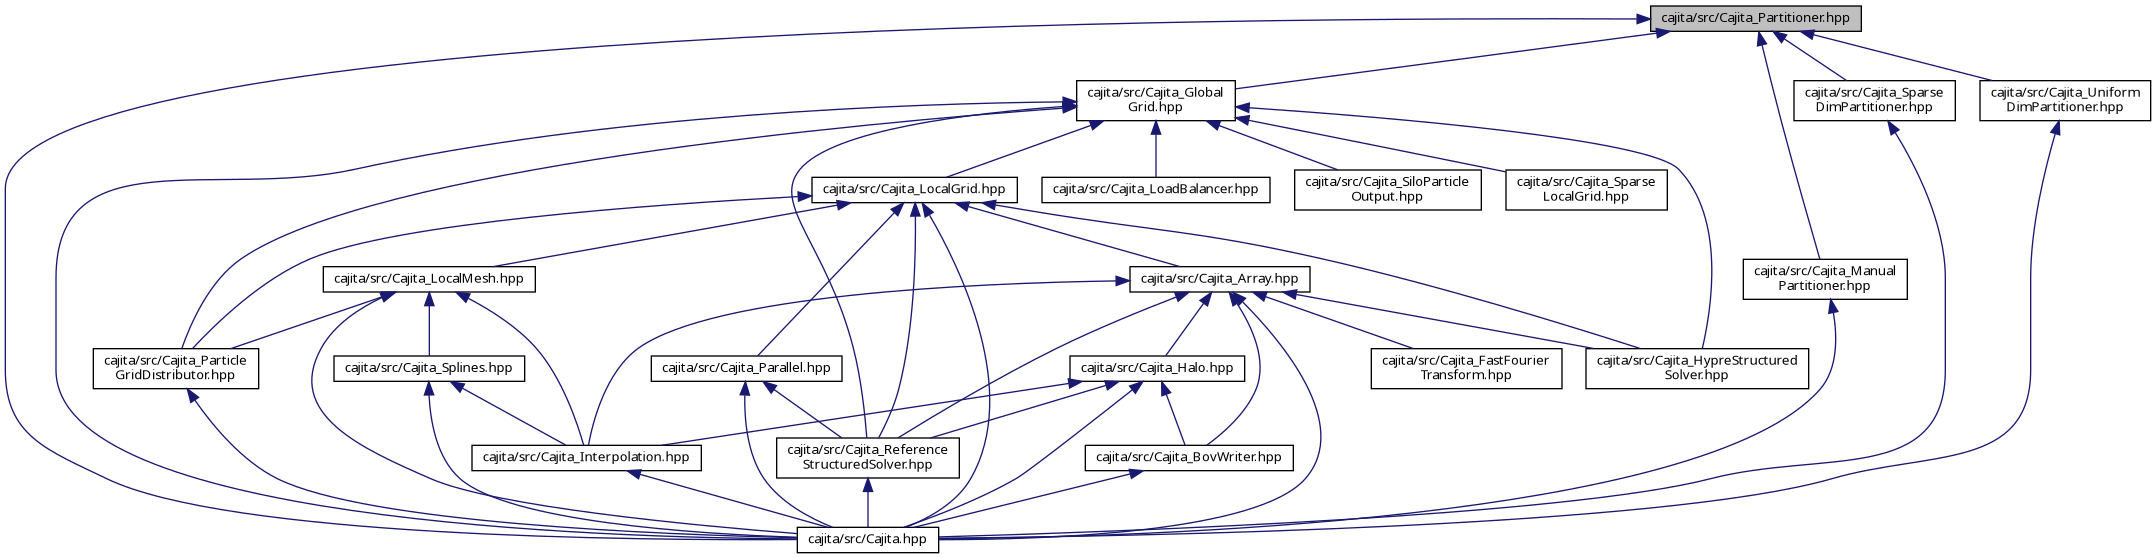 cajita/src/Cajita_Partitioner.hpp
cajita/src/Cajita_Global
Grid.hpp
cajita/src/Cajita_Sparse
DimPartitioner.hpp
cajita/src/Cajita_Uniform
DimPartitioner.hpp
cajita/src/Cajita_LocalGrid.hpp
cajita/src/Cajita_LoadBalancer.hpp
cajita/src/Cajita_SiloParticle
Output.hpp
cajita/src/Cajita_Sparse
LocalGrid.hpp
cajita/src/Cajita_LocalMesh.hpp
cajita/src/Cajita_Array.hpp
cajita/src/Cajita_Manual
Partitioner.hpp
cajita/src/Cajita_Particle
GridDistributor.hpp
cajita/src/Cajita_Splines.hpp
cajita/src/Cajita_Parallel.hpp
cajita/src/Cajita_Halo.hpp
cajita/src/Cajita_FastFourier
Transform.hpp
cajita/src/Cajita_HypreStructured
Solver.hpp
cajita/src/Cajita_Interpolation.hpp
cajita/src/Cajita_Reference
StructuredSolver.hpp
cajita/src/Cajita_BovWriter.hpp
cajita/src/Cajita.hpp